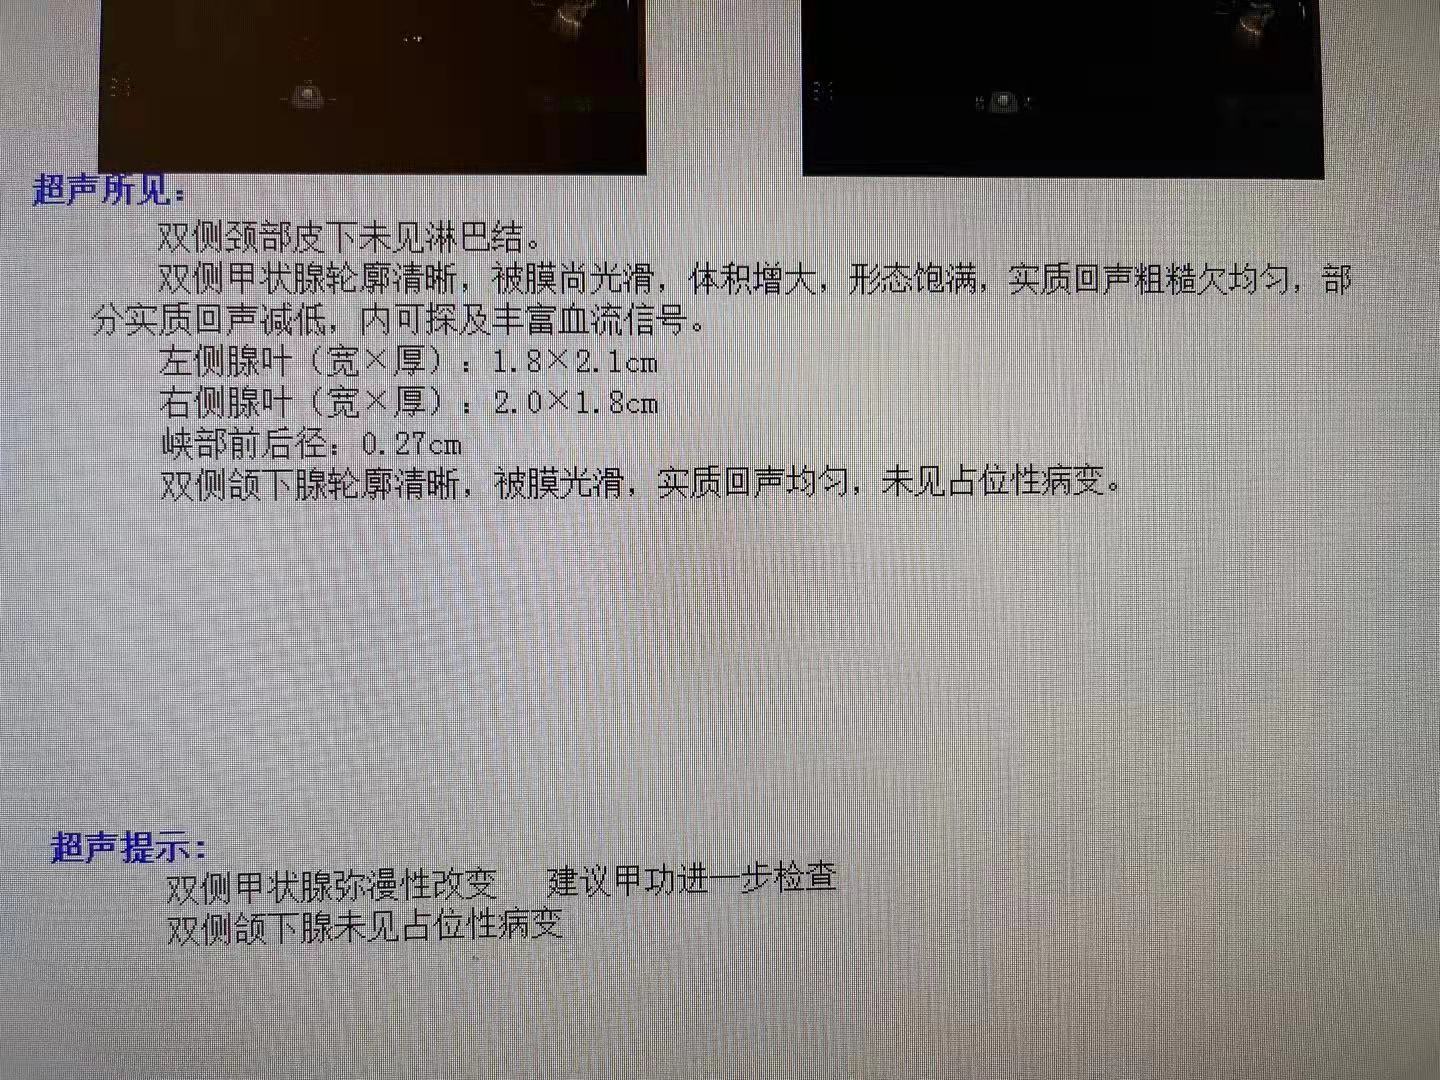 超声所见:
双侧颈部皮下未见淋巴结。
双侧甲状腺轮廓清晰，被膜尚光滑，体积增大，形态饱满，实质回声粗糙欠均匀，部
分实质回声减低，内可探及丰富血流信号。
左侧腺叶（宽×厚）: 1.8×2.1cm
右侧腺叶（宽×厚）: 2.0×1.8cm
峡部前后径: 0.27cm
双侧颌下腺轮廓清晰，被膜光滑，实质回声均匀，未见占位性病变。
超声提示:
双侧甲状腺弥漫性改变 建议甲功进一步检查
双侧颌下腺未见占位性病变